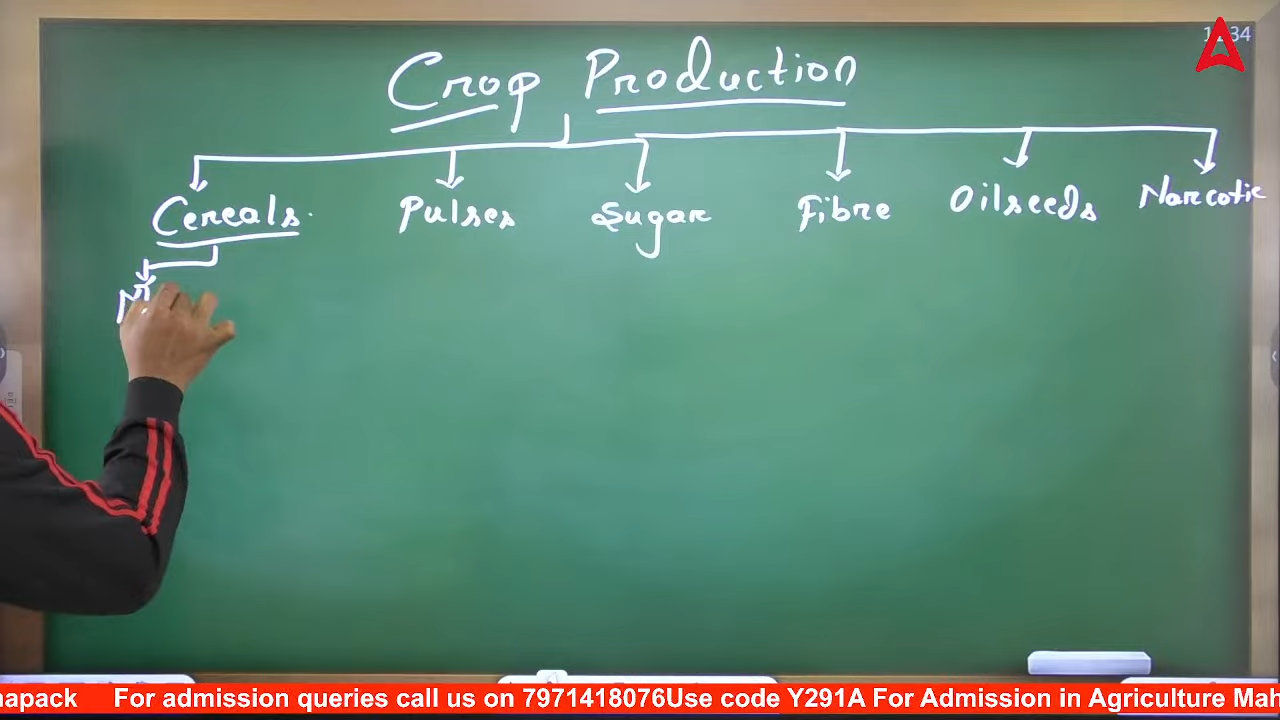 Crop Production
Cereals. Pulses Sugar Fibre Oilseeds Narcotic
napack For admission queries call us on 7971418076Use code Y291A For Admission in Agriculture Mah